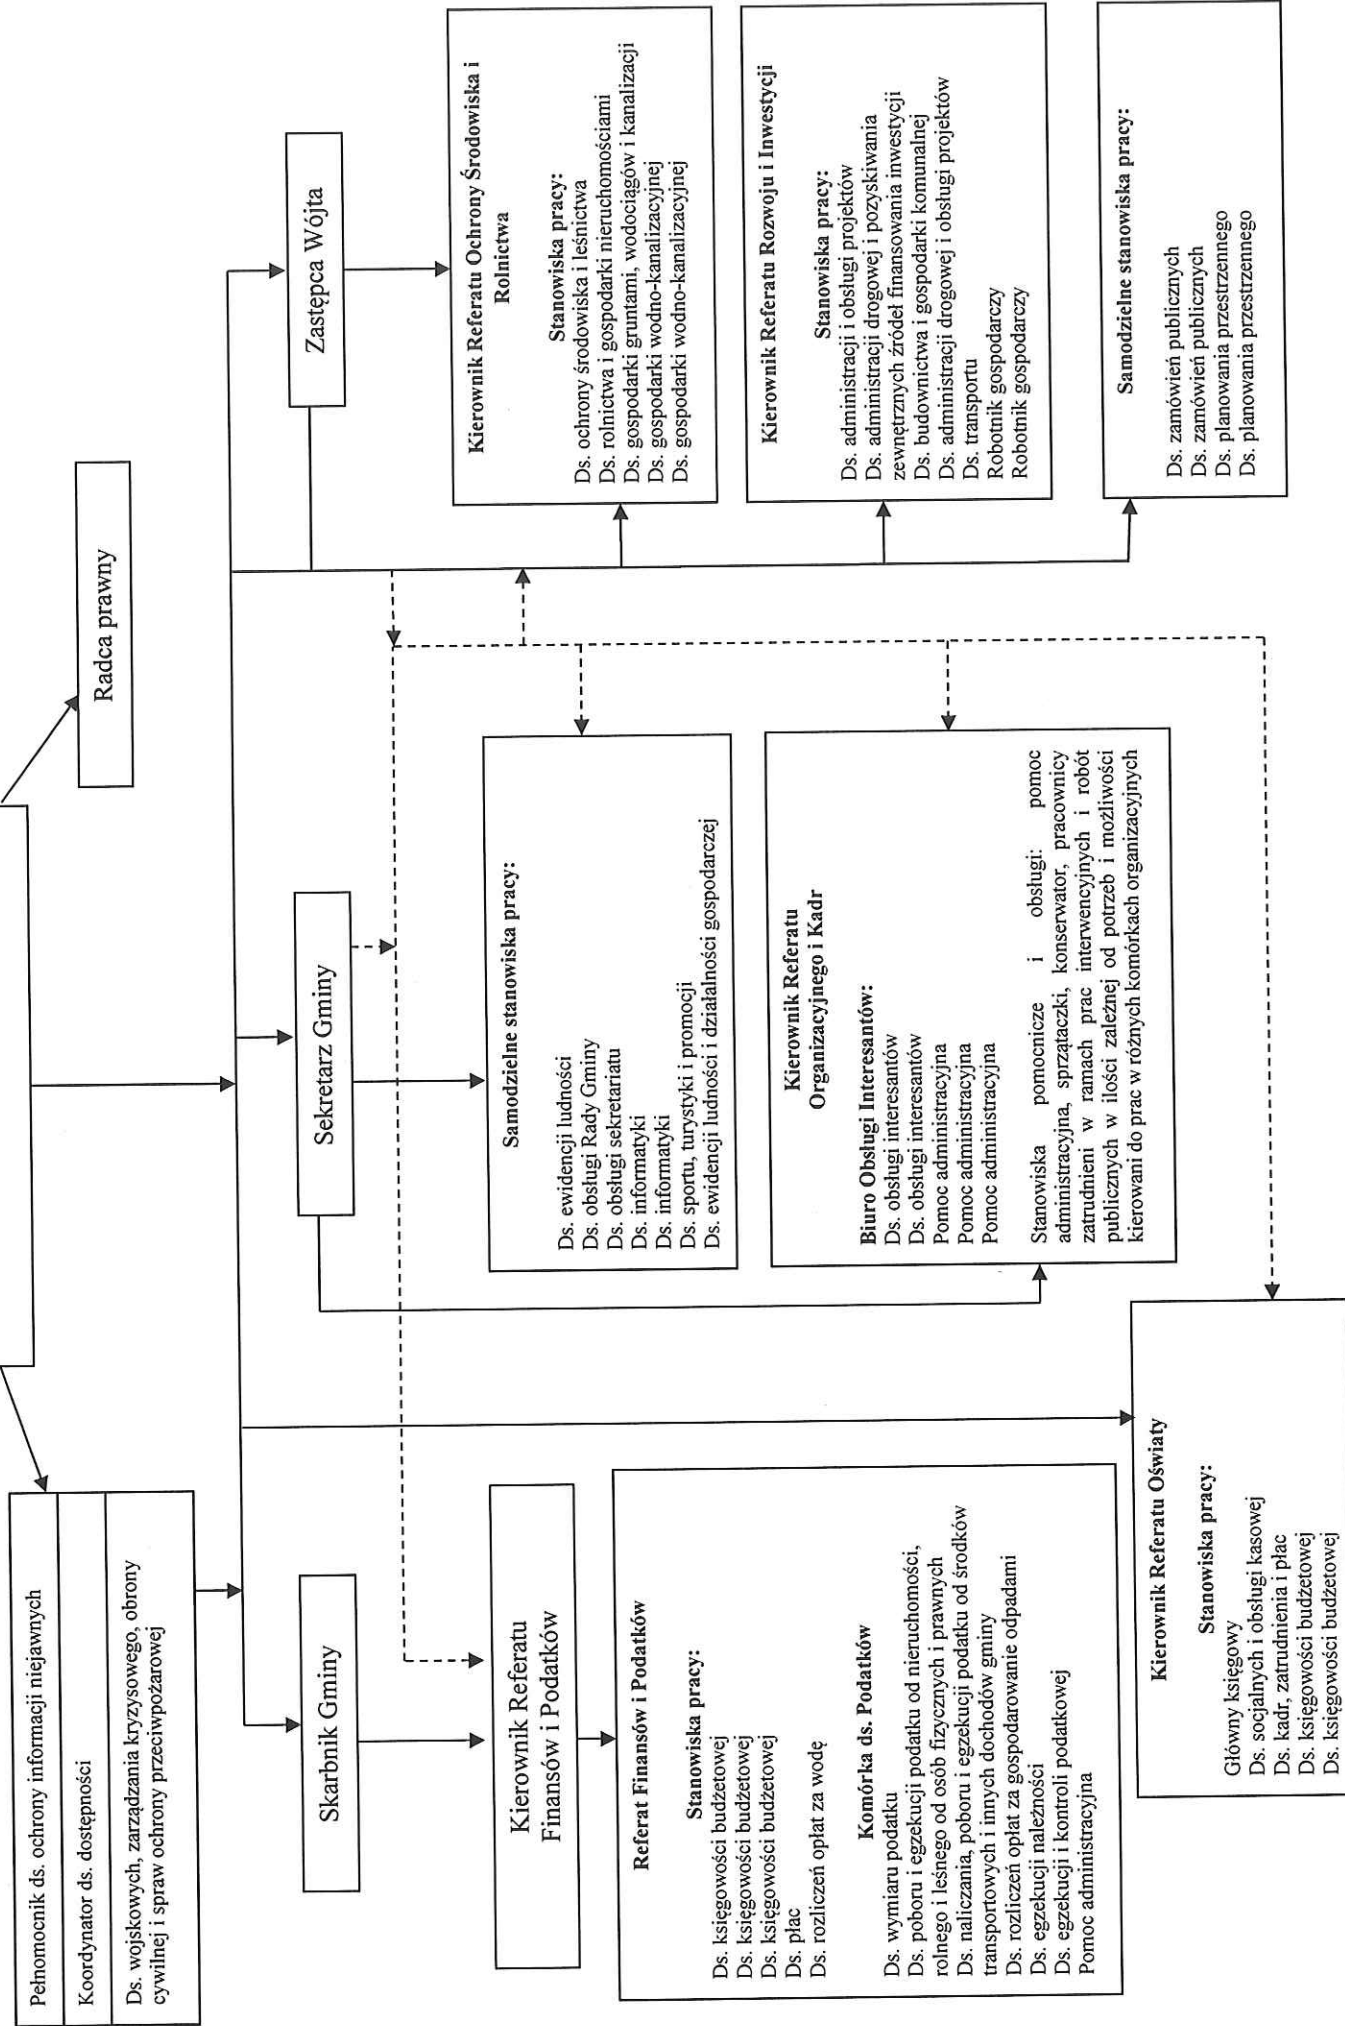 Pełnomocnik ds. ochrony informacji niejawnych
Koordynator ds. dostępności
Ds. wojskowych, zarządzania kryzysowego, obrony
cywilnej i spraw ochrony przeciwpożarowej
Radca prawny
Skarbnik Gminy
Sekretarz Gminy
Zastępca Wójta
Kierownik Referatu
Finansów i Podatków
Referat Finansów i Podatków
Stanowiska pracy:
Ds. księgowości budżetowej
Ds. księgowości budżetowej
Ds. księgowości budżetowej
Ds. płac
Ds. rozliczeń opłat za wodę
Komórka ds. Podatków
Ds. wymiaru podatku
Ds. poboru i egzekucji podatku od nieruchomości,
rolnego i leśnego od osób fizycznych i prawnych
Ds. naliczania, poboru i egzekucji podatku od środków
transportowych i innych dochodów gminy
Ds. rozliczeń opłat za gospodarowanie odpadami
Ds. egzekucji należności
Ds. egzekucji i kontroli podatkowej
Pomoc administracyjna
Kierownik Referatu Oświaty
Stanowiska pracy:
Główny księgowy
Ds. socjalnych i obsługi kasowej
Ds. kadr, zatrudnienia i płac
Ds. księgowości budżetowej
Ds. księgowości budżetowej
Samodzielne stanowiska pracy:
Ds. ewidencji ludności
Ds. obsługi Rady Gminy
Ds. obsługi sekretariatu
Ds. informatyki
Ds. informatyki
Ds. sportu, turystyki i promocji
Ds. ewidencji ludności i działalności gospodarczej
Kierownik Referatu
Organizacyjnego i Kadr
Biuro Obsługi Interesantów:
Ds. obsługi interesantów
Ds. obsługi interesantów
Pomoc administracyjna
Pomoc administracyjna
Pomoc administracyjna
Stanowiska pomocnicze i obsługi: pomoc
administracyjna, sprzątaczki, konserwator, pracownicy
zatrudnieni w ramach prac interwencyjnych i robót
publicznych w ilości zależnej od potrzeb i możliwości
kierowani do prac w różnych komórkach organizacyjnych
Kierownik Referatu Ochrony Środowiska i
Rolnictwa
Stanowiska pracy:
Ds. ochrony środowiska i leśnictwa
Ds. rolnictwa i gospodarki nieruchomościami
Ds. gospodarki gruntami, wodociągów i kanalizacji
Ds. gospodarki wodno-kanalizacyjnej
Ds. gospodarki wodno-kanalizacyjnej
Kierownik Referatu Rozwoju i Inwestycji
Stanowiska pracy:
Ds. administracji i obsługi projektów
Ds. administracji drogowej i pozyskiwania
zewnętrznych źródeł finansowania inwestycji
Ds. budownictwa i gospodarki komunalnej
Ds. administracji drogowej i obsługi projektów
Ds. transportu
Robotnik gospodarczy
Robotnik gospodarczy
Samodzielne stanowiska pracy:
Ds. zamówień publicznych
Ds. zamówień publicznych
Ds. planowania przestrzennego
Ds. planowania przestrzennego